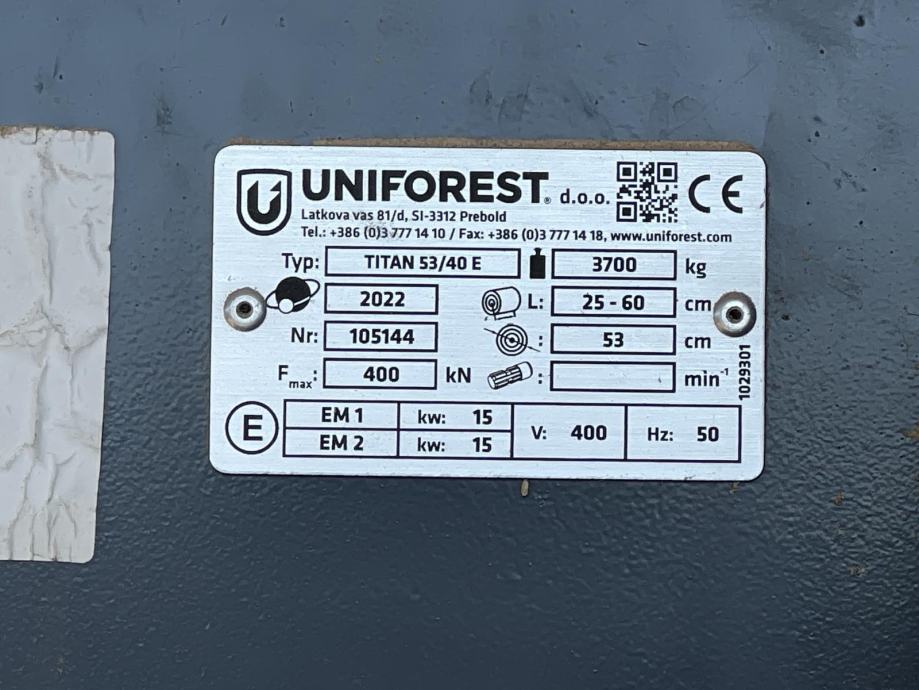 UNIFOREST® d.o.o. CE
Latkova vas 81/d, SI-3312 Prebold
Tel.: +386 (0)3 777 14 10 / Fax: +386 (0)3 777 14 18, www.uniforest.com
Typ: TITAN 53/40 E 3700 kg
2022 L: 25 - 60 cm
Nr: 105144 : 53 cm
Fmax: 400 kN : min-1
1029301
E EM 1 kw: 15 V: 400 Hz: 50
EM 2 kw: 15